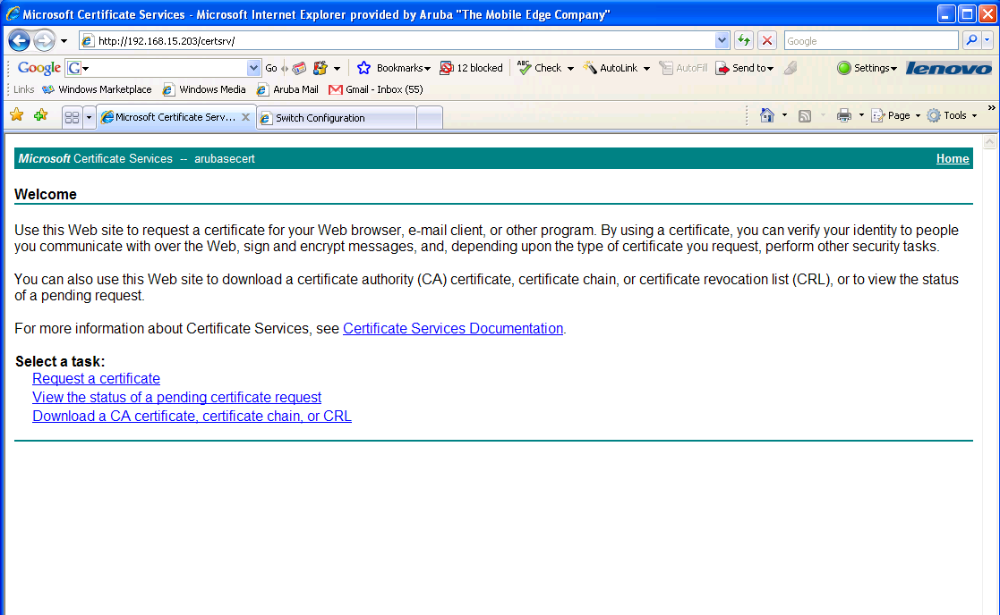 Microsoft Certificate Services - Microsoft Internet Explorer provided by Aruba "The Mobile Edge Company"
http://192.168.15.203/certsrv/
Google
Google G Go Bookmarks 12 blocked ABC Check AutoLink AutoFill Send to Settings lenovo
Links Windows Marketplace Windows Media Aruba Mail Gmail - Inbox (55)
Microsoft Certificate Serv... Switch Configuration Page Tools »
Microsoft Certificate Services -- arubasecert Home
Welcome
Use this Web site to request a certificate for your Web browser, e-mail client, or other program. By using a certificate, you can verify your identity to people
you communicate with over the Web, sign and encrypt messages, and, depending upon the type of certificate you request, perform other security tasks.
You can also use this Web site to download a certificate authority (CA) certificate, certificate chain, or certificate revocation list (CRL), or to view the status
of a pending request.
For more information about Certificate Services, see Certificate Services Documentation.
Select a task:
Request a certificate
View the status of a pending certificate request
Download a CA certificate, certificate chain, or CRL